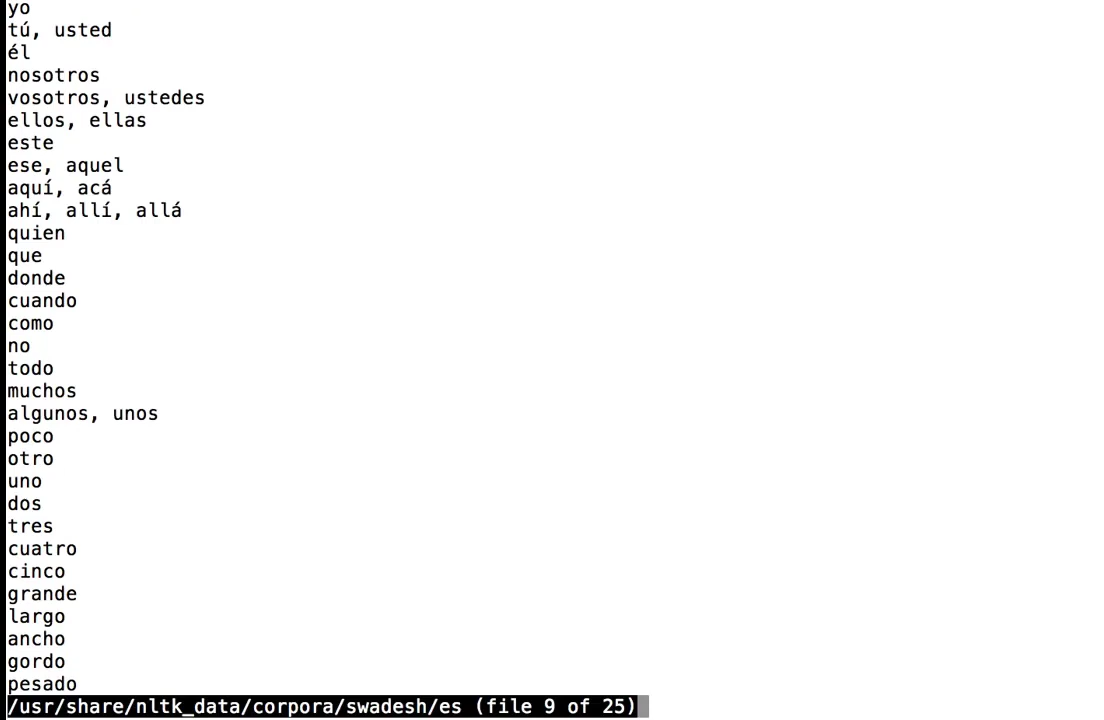 yo
tú, usted
él
nosotros
vosotros, ustedes
ellos, ellas
este
ese, aquel
aquí, acá
ahí, allí, allá
quien
que
donde
cuando
como
no
todo
muchos
algunos, unos
poco
otro
uno
dos
tres
cuatro
cinco
grande
largo
ancho
gordo
pesado
/usr/share/nltk_data/corpora/swadesh/es (file 9 of 25)